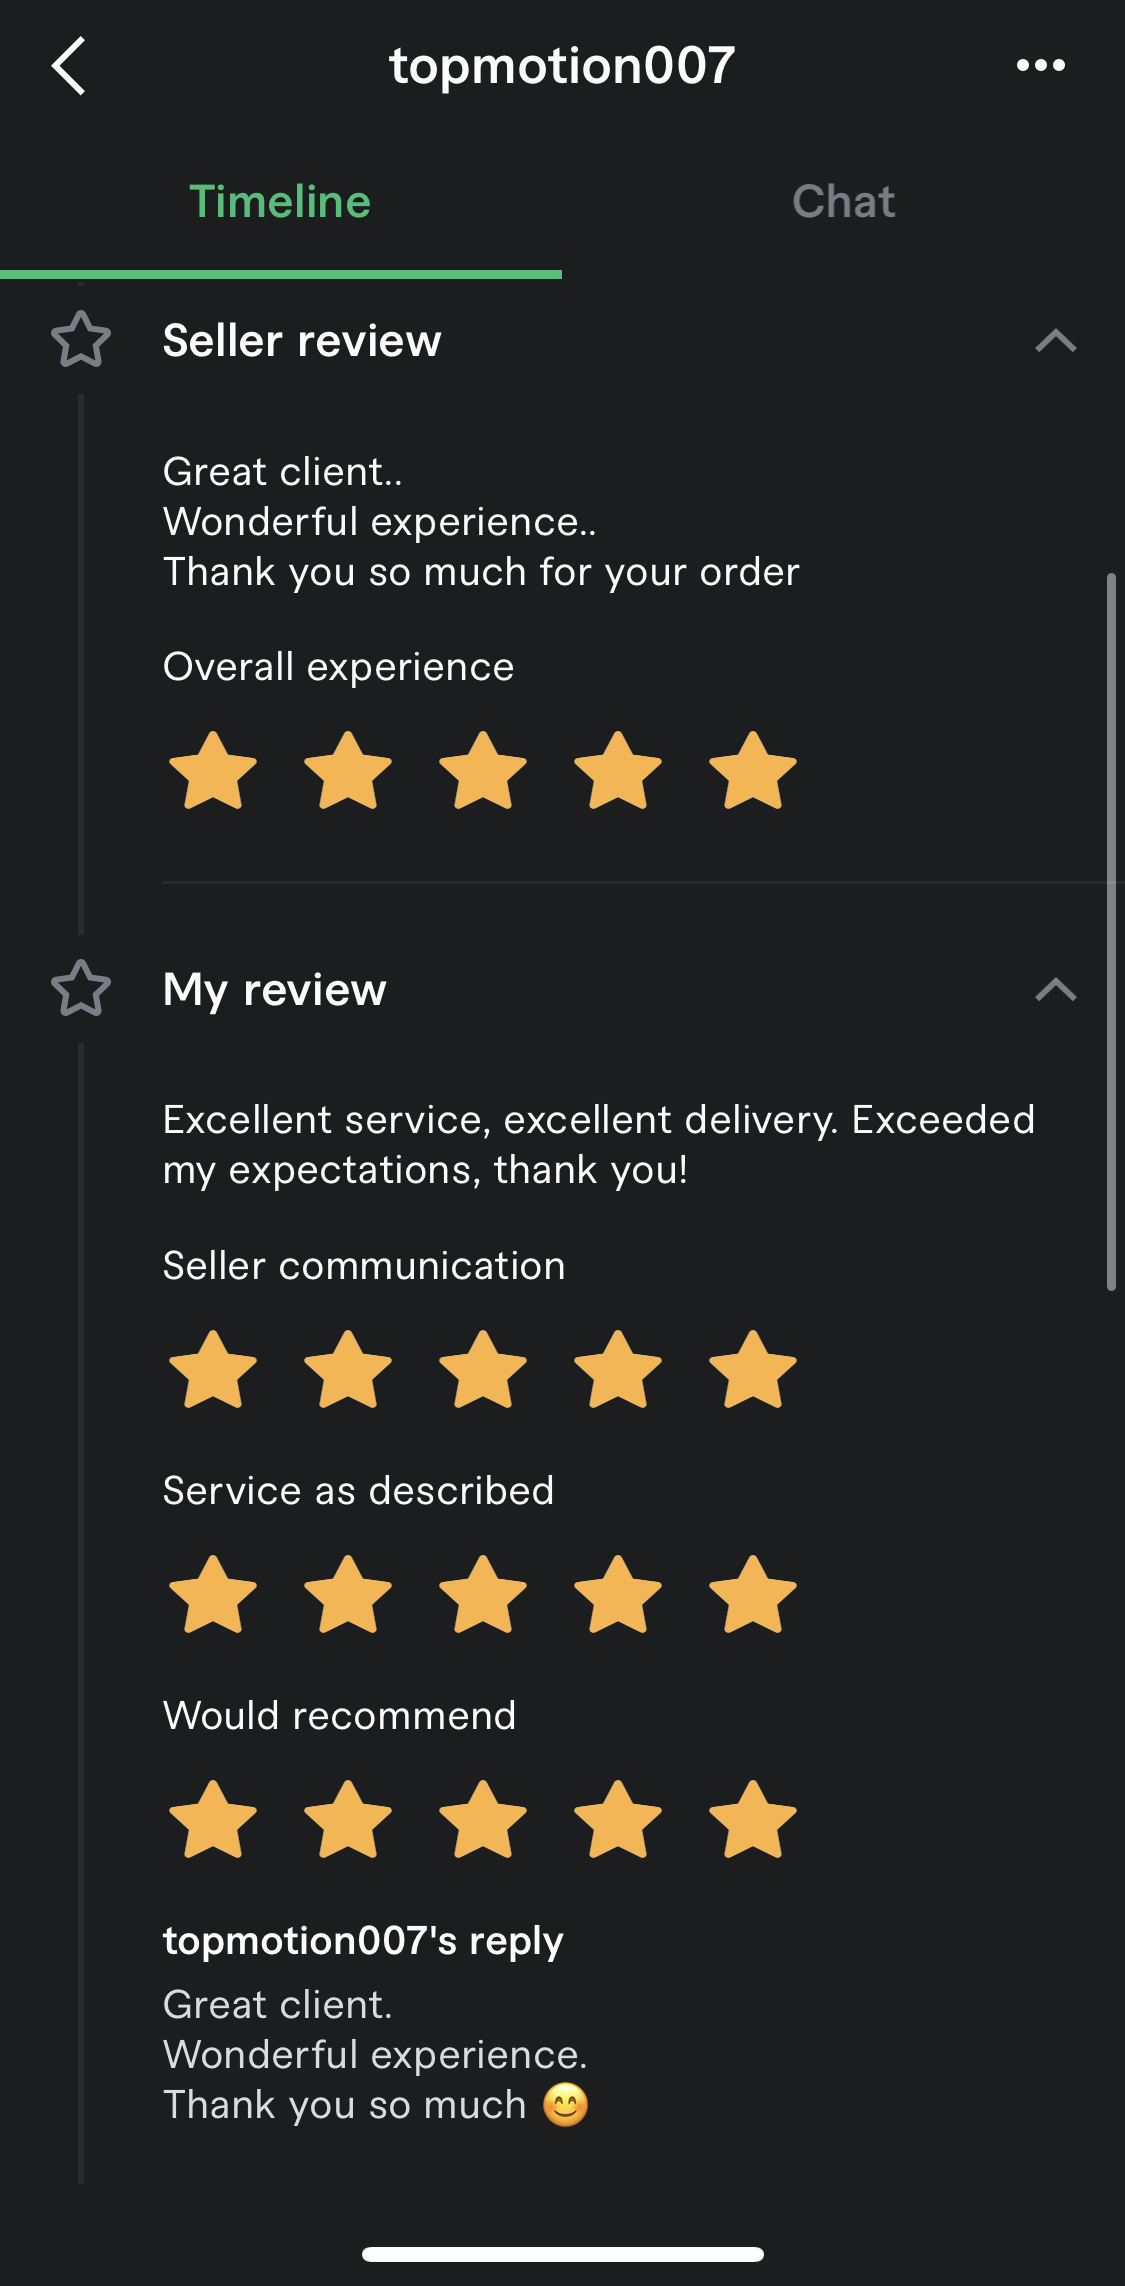 topmotion007
Timeline
Chat
Seller review
Great client..
Wonderful experience..
Thank you so much for your order
Overall experience
My review
Excellent service, excellent delivery. Exceeded
my expectations, thank you!
Seller communication
Service as described
Would recommend
topmotion007's reply
Great client.
Wonderful experience.
Thank you so much 😊